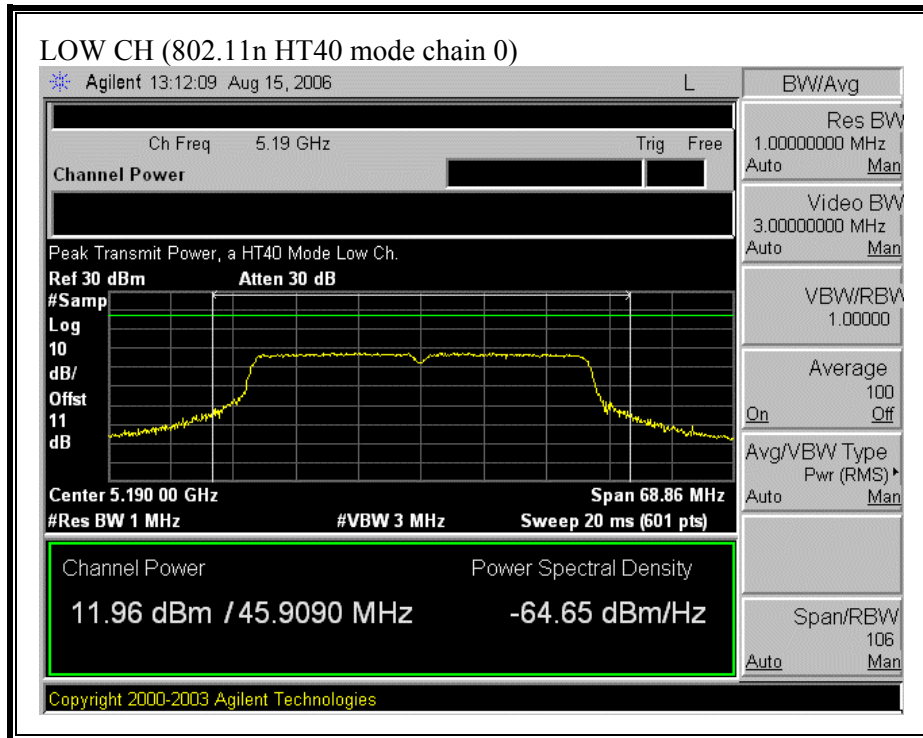 LOW CH (802.11n HT40 mode chain 0)
Agilent 13:12:09 Aug 15, 2006 L
BW/Avg
Ch Freq 5.19 GHz Trig Free
Channel Power
Res BW
1.00000000 MHz
Auto Man
Video BW
3.00000000 MHz
Auto Man
Peak Transmit Power, a HT40 Mode Low Ch.
Ref 30 dBm Atten 30 dB
#Samp
Log
10
dB/
Offst
11
dB
VBW/RBW
1.00000
Average
100
On Off
Avg/VBW Type
Pwr (RMS)
Auto Man
Center 5.190 00 GHz Span 68.86 MHz
#Res BW 1 MHz #VBW 3 MHz Sweep 20 ms (601 pts)
Channel Power Power Spectral Density
11.96 dBm / 45.9090 MHz -64.65 dBm/Hz
Span/RBW
106
Auto Man
Copyright 2000-2003 Agilent Technologies